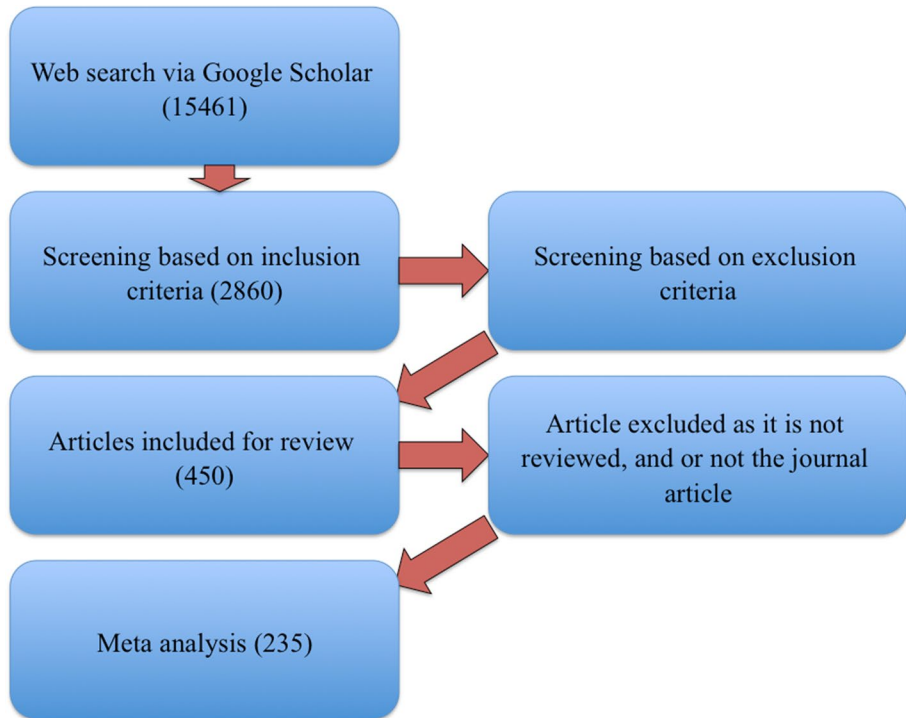 Web search via Google Scholar
(15461)
Screening based on inclusion
criteria (2860)
Screening based on exclusion
criteria
Articles included for review
(450)
Article excluded as it is not
reviewed, and or not the journal
article
Meta analysis (235)